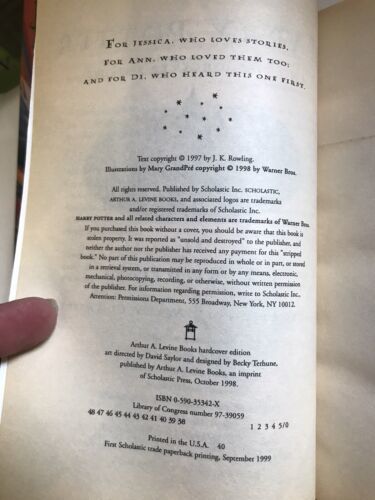 FOR JESSICA, WHO LOVES STORIES,
FOR ANN, WHO LOVED THEM TOO;
AND FOR DI, WHO HEARD THIS ONE FIRST.
Text copyright © 1997 by J. K. Rowling.
Illustrations by Mary GrandPré copyright © 1998 by Warner Bros.
All rights reserved. Published by Scholastic Inc. SCHOLASTIC,
ARTHUR A. LEVINE BOOKS, and associated logos are trademarks
and/or registered trademarks of Scholastic Inc.
HARRY POTTER and all related characters and elements are trademarks of Warner Bros.
If you purchased this book without a cover, you should be aware that this book is
stolen property. It was reported as "unsold and destroyed" to the publisher, and
neither the author nor the publisher has received any payment for this "stripped
book." No part of this publication may be reproduced in whole or in part, or stored
in a retrieval system, or transmitted in any form or by any means, electronic,
mechanical, photocopying, recording, or otherwise, without written permission
of the publisher. For information regarding permission, write to Scholastic Inc.,
Attention: Permissions Department, 555 Broadway, New York, NY 10012.
Arthur A. Levine Books hardcover edition
art directed by David Saylor and designed by Becky Terhune,
published by Arthur A. Levine Books, an imprint
of Scholastic Press, October 1998.
ISBN 0-590-35342-X
Library of Congress number 97-39059
48 47 46 45 44 43 42 41 40 39 38 1 2 3 4 5/0
Printed in the U.S.A. 40
First Scholastic trade paperback printing, September 1999